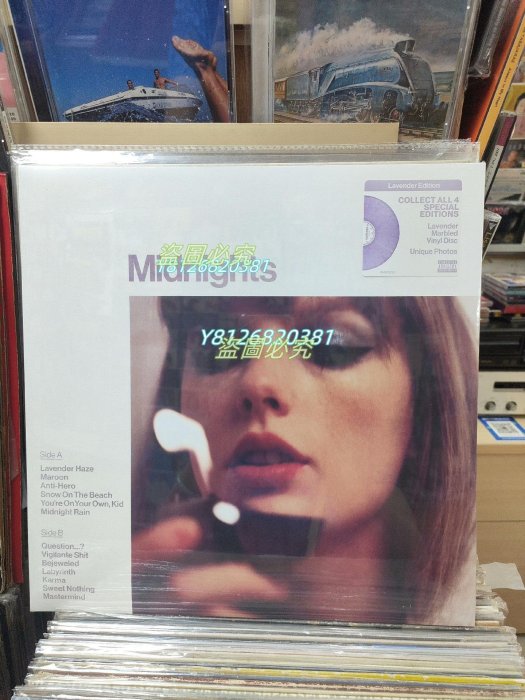 Lavender Edition
COLLECT ALL 4
SPECIAL
EDITIONS
Lavender
Marbled
Vinyl Disc
Unique Photos
盜圖必究
Y8126820381
Midnights
Y8126820381
盜圖必究
Side A
Lavender Haze
Maroon
Anti-Hero
Snow On The Beach
You're On Your Own, Kid
Midnight Rain
Side B
Question...?
Vigilante Shit
Bejeweled
Labyrinth
Karma
Sweet Nothing
Mastermind